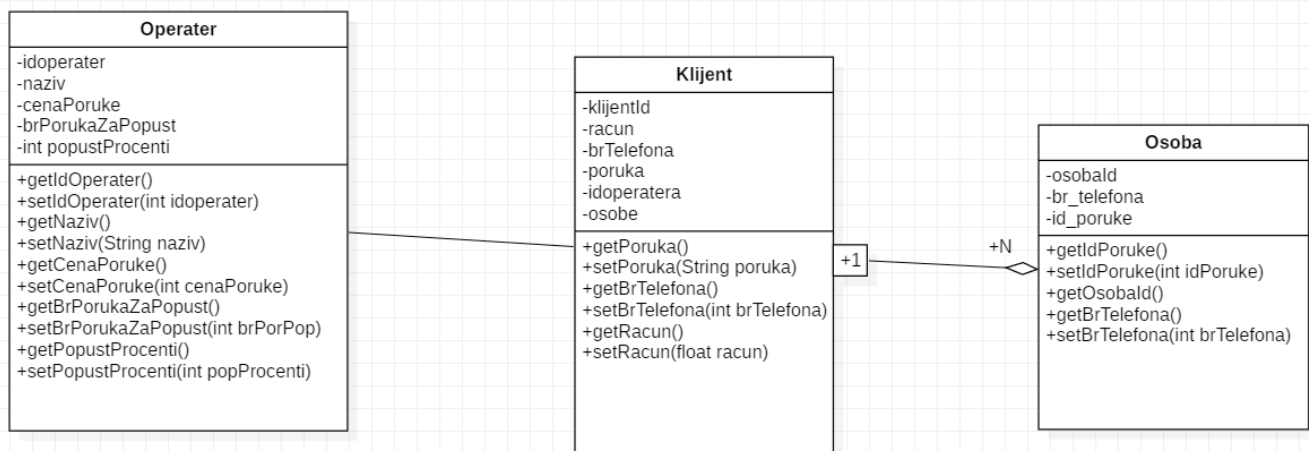 Operater
-idoperater
-naziv
-cenaPoruke
-brPorukaZaPopust
-int popustProcenti
+getIdOperater()
+setIdOperater(int idoperater)
+getNaziv()
+setNaziv(String naziv)
+getCenaPoruke()
+setCenaPoruke(int cenaPoruke)
+getBrPorukaZaPopust()
+setBrPorukaZaPopust(int brPorPop)
+getPopustProcenti()
+setPopustProcenti(int popProcenti)
Klijent
-klijentId
-racun
-brTelefona
-poruka
-idoperatera
-osobe
+getPoruka()
+setPoruka(String poruka)
+getBrTelefona()
+setBrTelefona(int brTelefona)
+getRacun()
+setRacun(float racun)
+1
+N
Osoba
-osobaId
-br_telefona
-id_poruke
+getIdPoruke()
+setIdPoruke(int idPoruke)
+getOsobaId()
+getBrTelefona()
+setBrTelefona(int brTelefona)